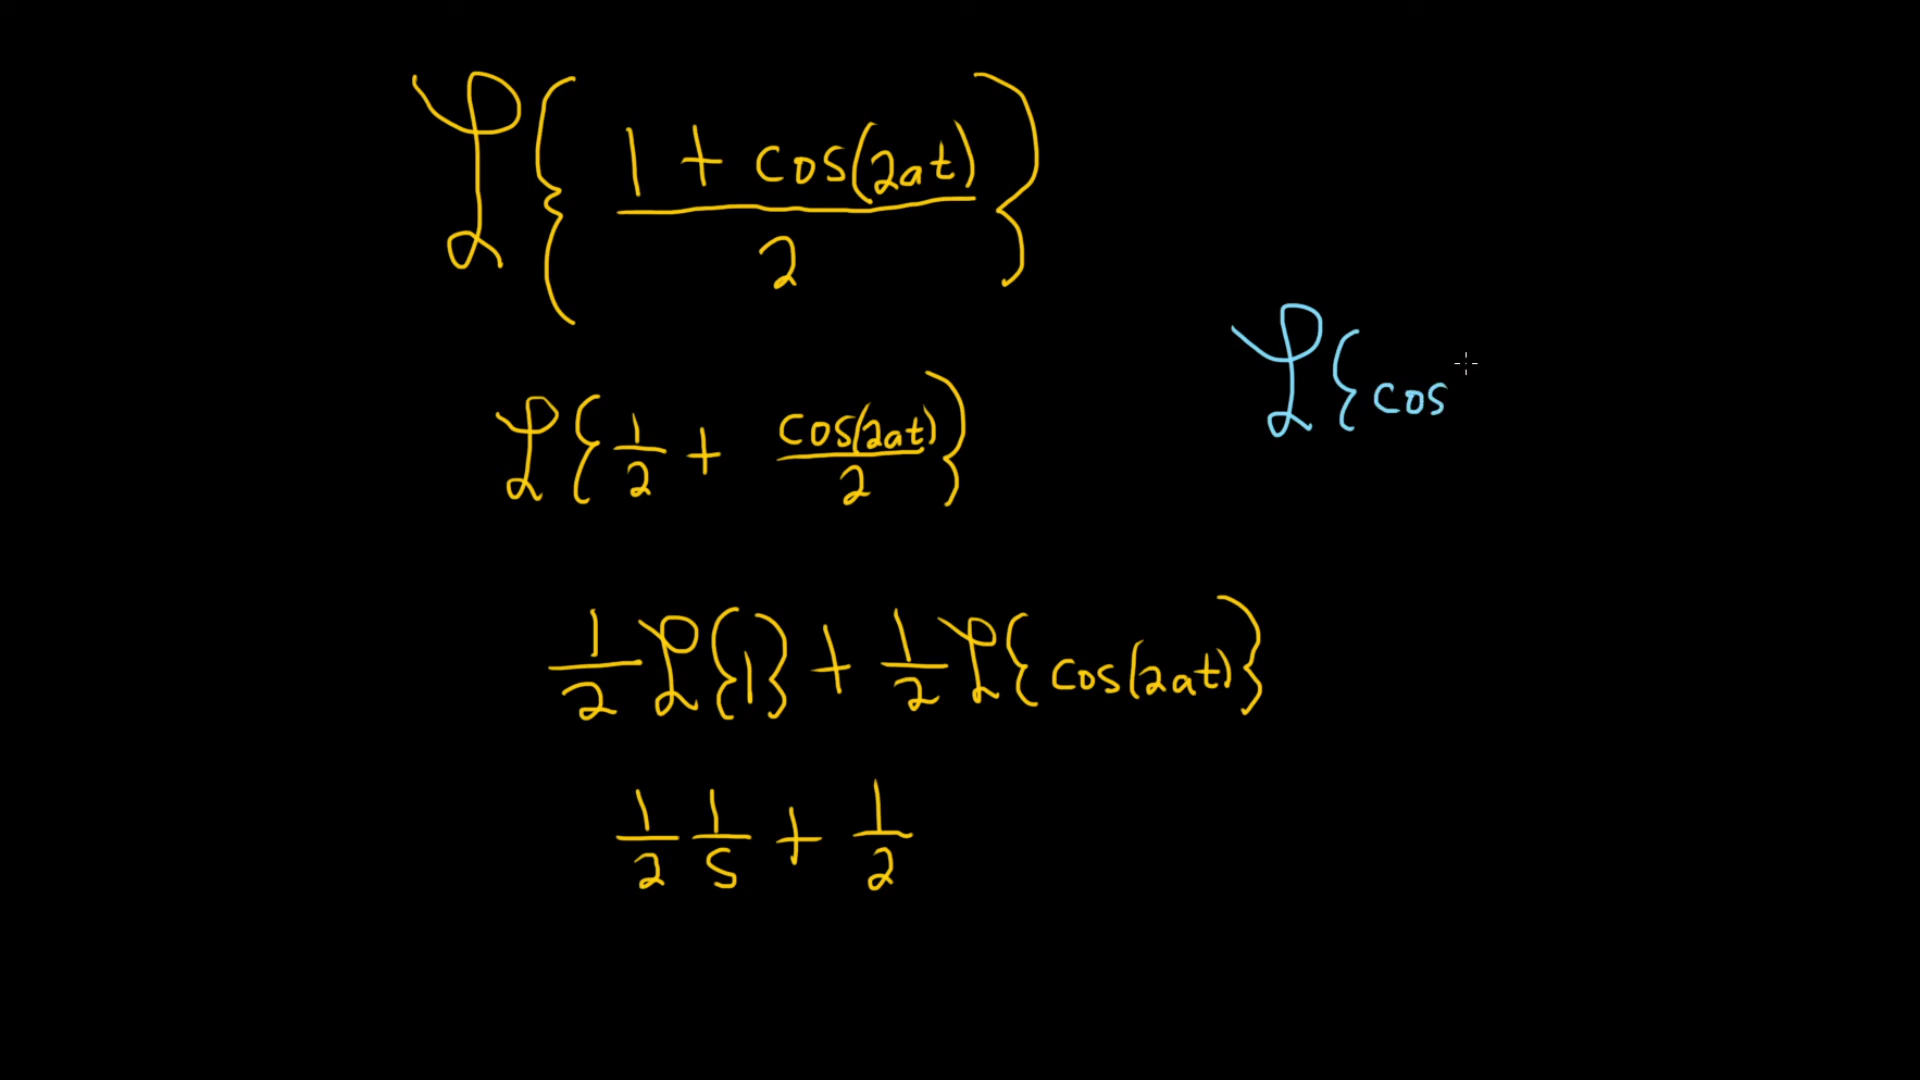 ℒ{ (1 + cos(2at)) / 2 }
ℒ{ 1/2 + cos(2at)/2 }
ℒ{ cos
1/2 ℒ{1} + 1/2 ℒ{ cos(2at) }
1/2 1/s + 1/2